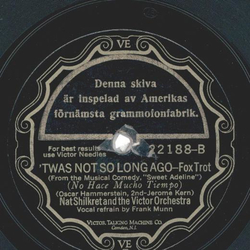 VE
Denna skiva
är inspelad av Amerikas
förnämsta grammofonfabrik.
For best results
use Victor Needles
22188-B
'TWAS NOT SO LONG AGO—Fox Trot
(From the Musical Comedy, "Sweet Adeline")
(No Hace Mucho Tiempo)
(Oscar Hammerstein, 2nd-Jerome Kern)
Nat Shilkret and the Victor Orchestra
Vocal refrain by Frank Munn
VICTOR TALKING MACHINE CO.
Camden, N.J.
VE